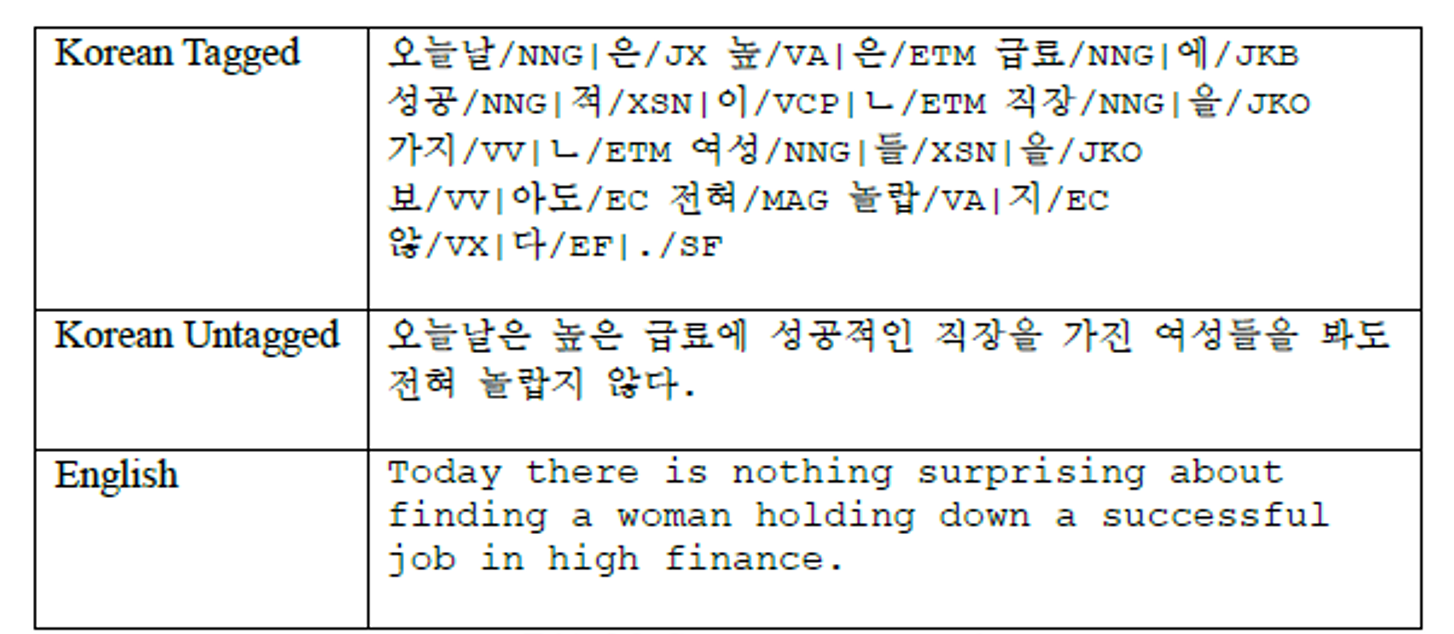 Korean Tagged
오늘날/NNG|은/JX 높/VA|은/ETM 급료/NNG|에/JKB
성공/NNG|적/XSN|이/VCP|ㄴ/ETM 직장/NNG|을/JKO
가지/VV|ㄴ/ETM 여성/NNG|들/XSN|을/JKO
보/VV|아도/EC 전혀/MAG 놀랍/VA|지/EC
않/VX|다/EF|./SF
Korean Untagged
오늘날은 높은 급료에 성공적인 직장을 가진 여성들을 봐도
전혀 놀랍지 않다.
English
Today there is nothing surprising about
finding a woman holding down a successful
job in high finance.